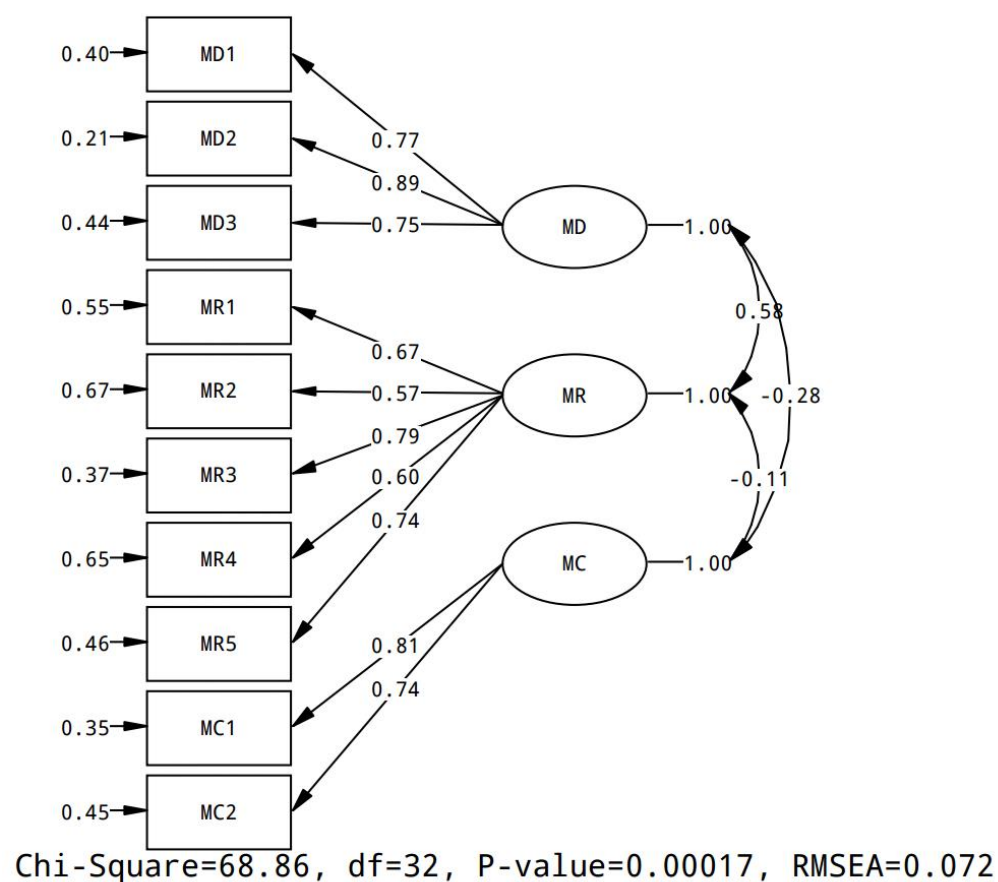 0.40 MD1
0.77
0.21 MD2
0.89
0.44 MD3
0.75
MD 1.00
0.55 MR1
0.58
0.67
0.67 MR2
0.57
MR 1.00
-0.28
0.79
0.37 MR3
0.60
-0.11
0.74
0.65 MR4
MC 1.00
0.46 MR5
0.81
0.74
0.35 MC1
0.45 MC2
Chi-Square=68.86, df=32, P-value=0.00017, RMSEA=0.072